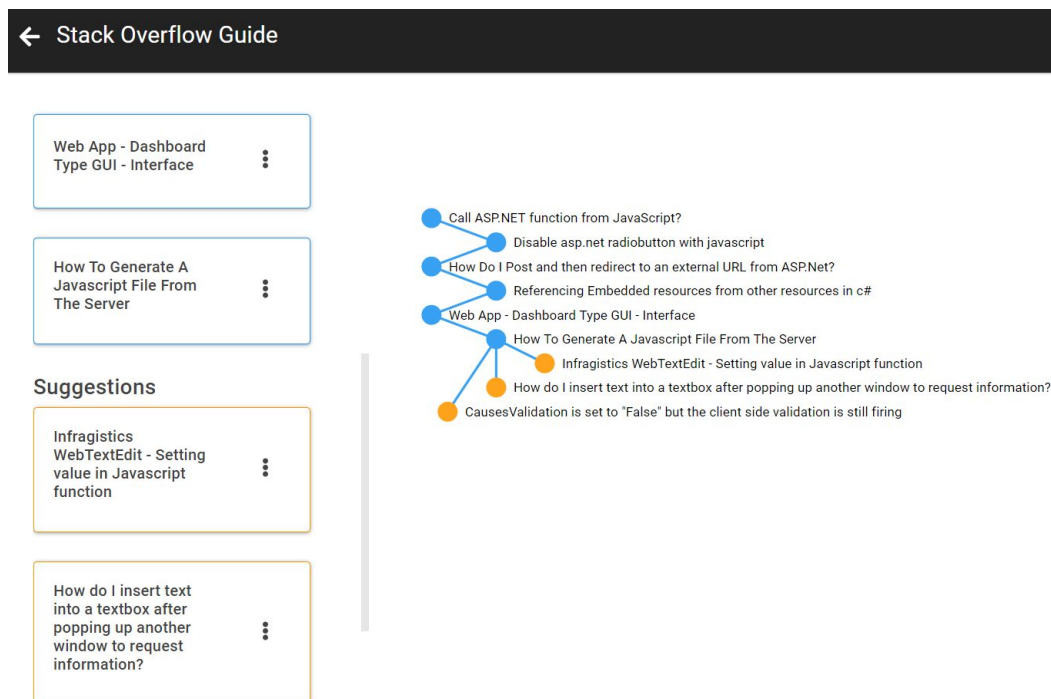 Stack Overflow Guide
Web App - Dashboard
Type GUI - Interface
How To Generate A
Javascript File From
The Server
Suggestions
Infragistics
WebTextEdit - Setting
value in Javascript
function
How do I insert text
into a textbox after
popping up another
window to request
information?
Call ASP.NET function from JavaScript?
Disable asp.net radiobutton with javascript
How Do I Post and then redirect to an external URL from ASP.Net?
Referencing Embedded resources from other resources in c#
Web App - Dashboard Type GUI - Interface
How To Generate A Javascript File From The Server
Infragistics WebTextEdit - Setting value in Javascript function
How do I insert text into a textbox after popping up another window to request information?
CausesValidation is set to "False" but the client side validation is still firing